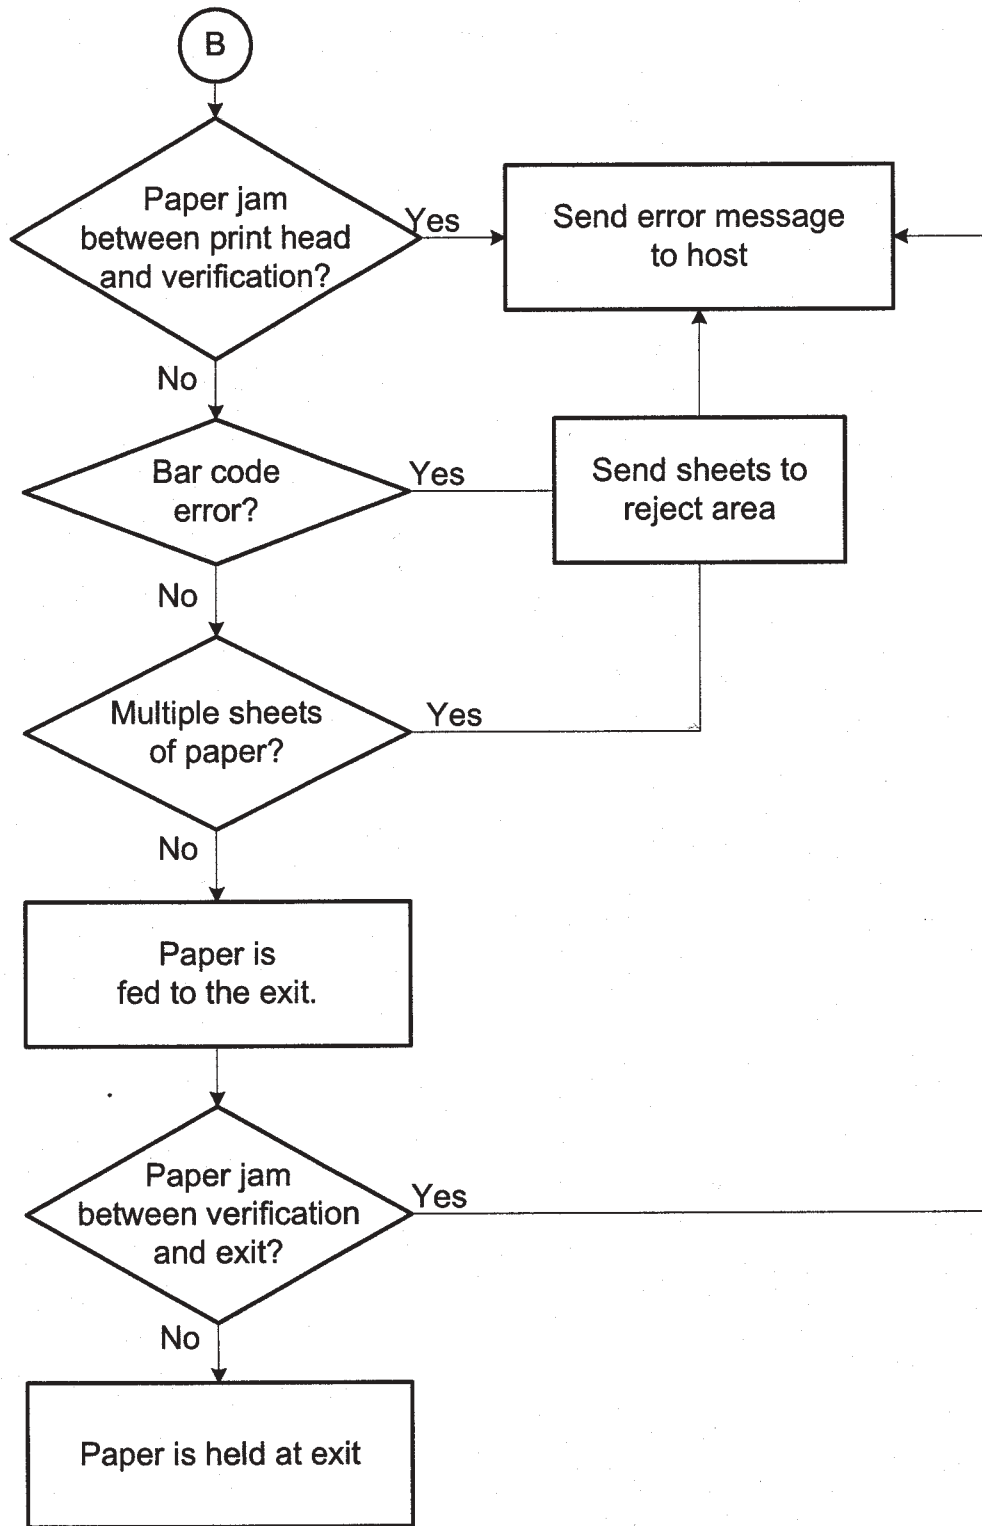 B
Paper jam
between print head
and verification?
Yes
Send error message
to host
No
Bar code
error?
Yes
Send sheets to
reject area
No
Multiple sheets
of paper?
Yes
No
Paper is
fed to the exit.
Paper jam
between verification
and exit?
Yes
No
Paper is held at exit